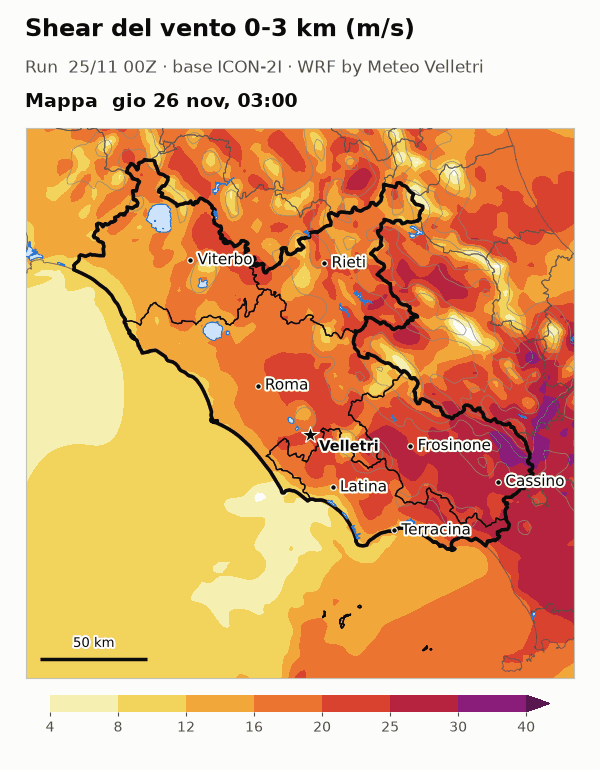 Shear del vento 0-3 km (m/s)
Run  25/11 00Z · base ICON-2I · WRF by Meteo Velletri
Mappa  gio 26 nov, 03:00
Viterbo
Rieti
Roma
Velletri
Frosinone
Cassino
Latina
Terracina
50 km
4 8 12 16 20 25 30 40